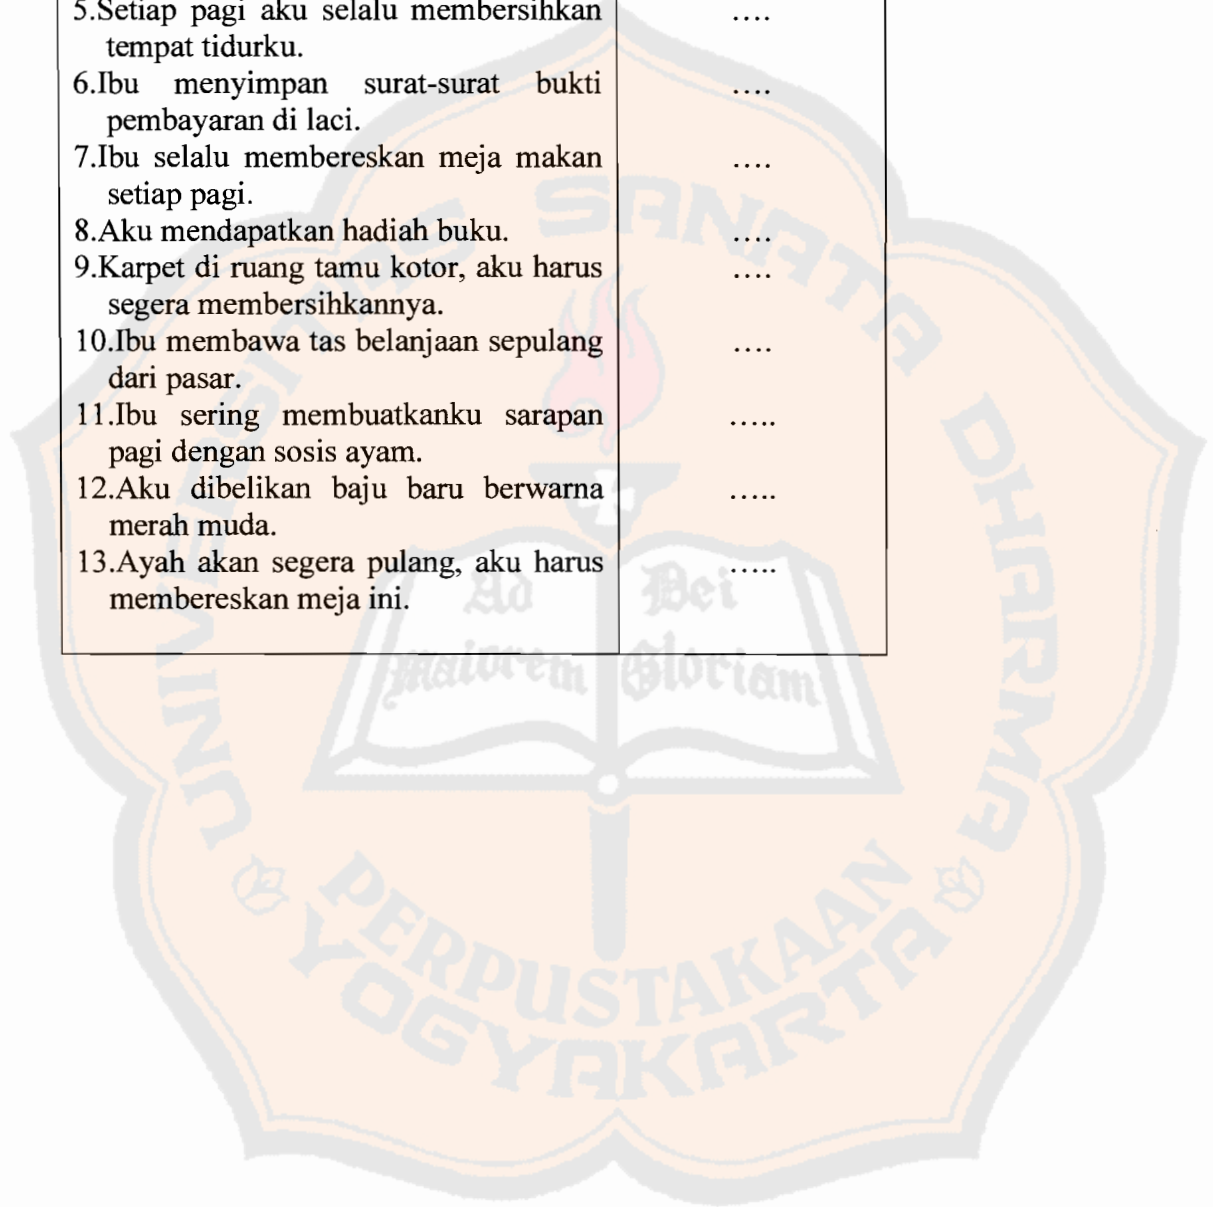 5.Setiap pagi aku selalu membersihkan ....
tempat tidurku.
6.Ibu menyimpan surat-surat bukti ....
pembayaran di laci.
7.Ibu selalu membereskan meja makan ....
setiap pagi.
8.Aku mendapatkan hadiah buku. ....
9.Karpet di ruang tamu kotor, aku harus ....
segera membersihkannya.
10.Ibu membawa tas belanjaan sepulang ....
dari pasar.
11.Ibu sering membuatkanku sarapan .....
pagi dengan sosis ayam.
12.Aku dibelikan baju baru berwarna .....
merah muda.
13.Ayah akan segera pulang, aku harus .....
membereskan meja ini.
UNIVERSITAS SANATA DHARMA
Ad Dei
Maiorem Gloriam
PERPUSTAKAAN
YOGYAKARTA